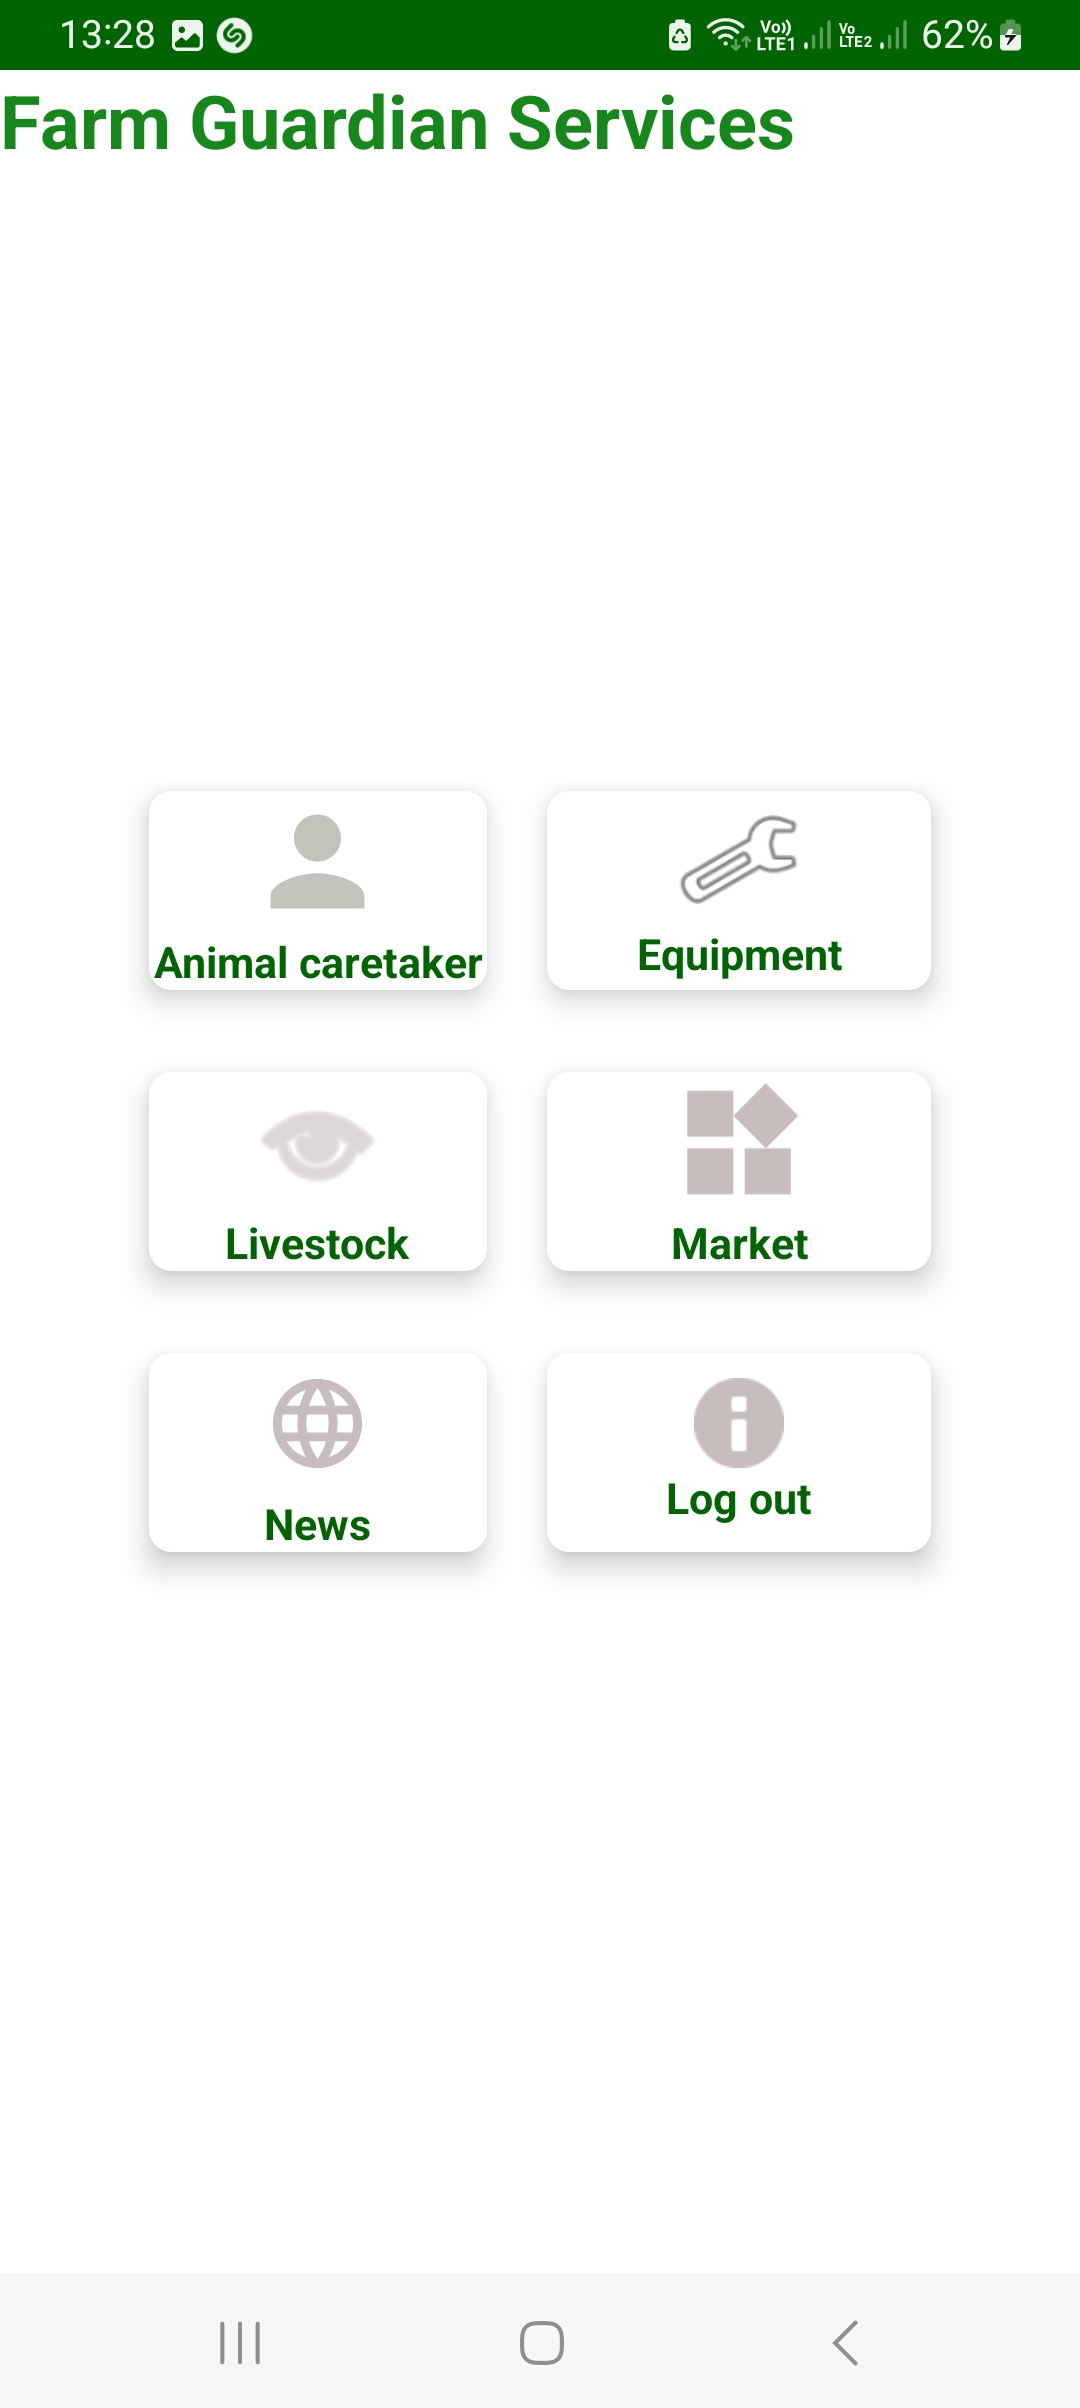 13:28 Vo)) LTE1 Vo LTE2 62%
Farm Guardian Services
Animal caretaker
Equipment
Livestock
Market
News
Log out